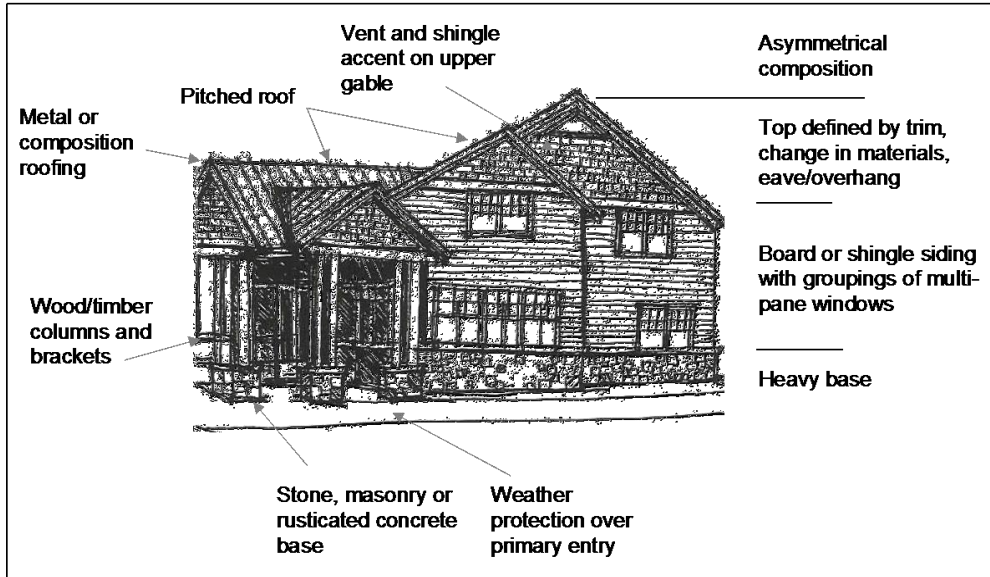 Vent and shingle
accent on upper
gable
Asymmetrical
composition
Pitched roof
Metal or
composition
roofing
Top defined by trim,
change in materials,
eave/overhang
Board or shingle siding
with groupings of multi-
pane windows
Wood/timber
columns and
brackets
Heavy base
Stone, masonry or
rusticated concrete
base
Weather
protection over
primary entry